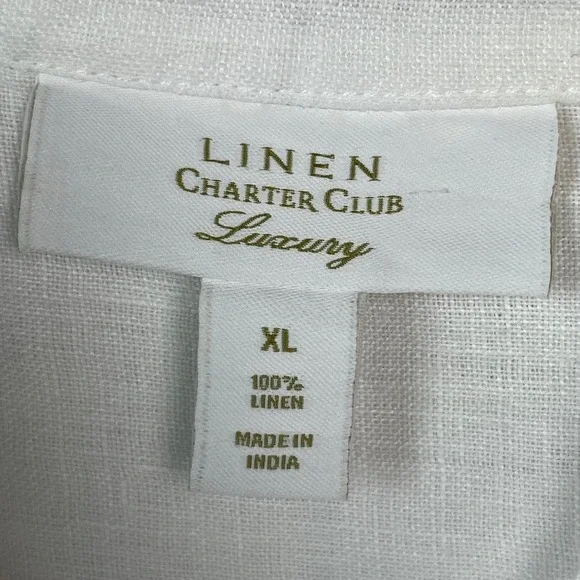 LINEN
CHARTER CLUB
Luxury
XL
100%
LINEN
MADE IN
INDIA